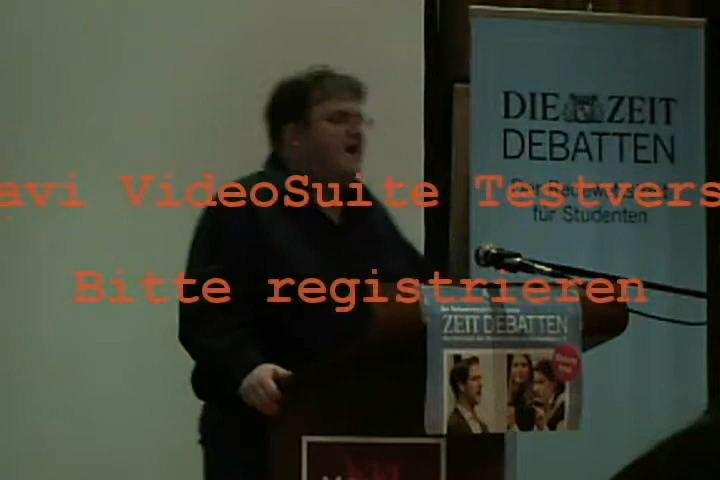 DIE ZEIT
DEBATTEN
avi VideoSuite Testvers
für Studenten
Bitte registrieren
ZEIT DEBATTEN